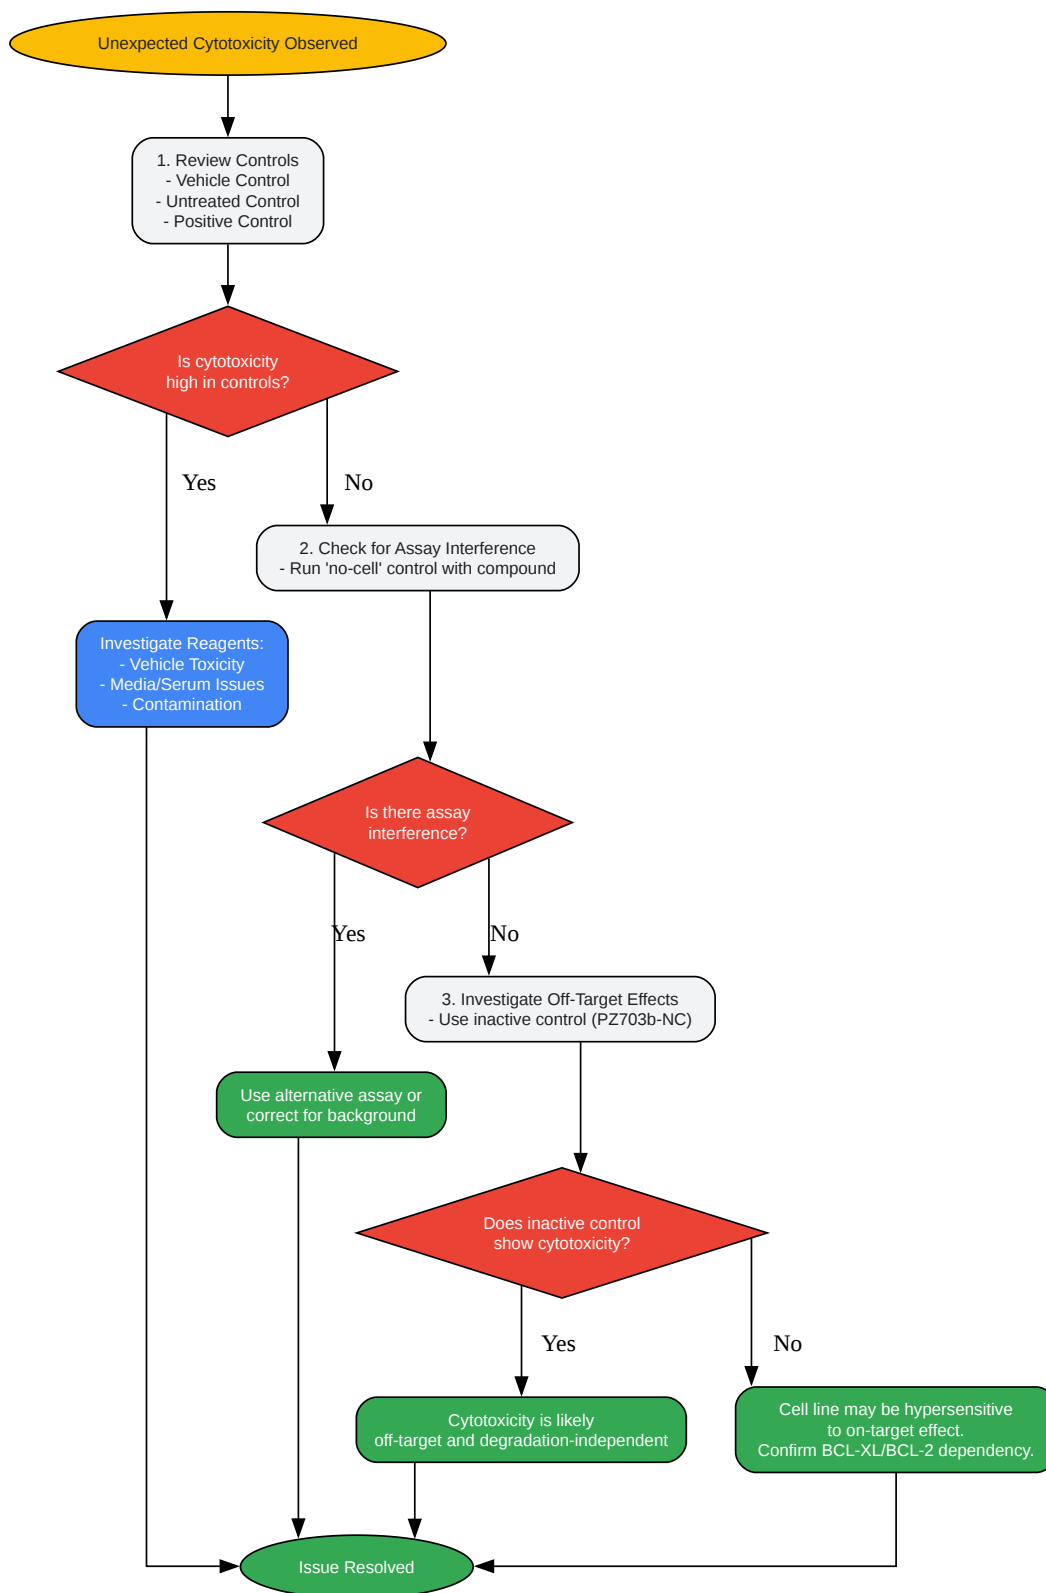 Unexpected Cytotoxicity Observed
1. Review Controls
- Vehicle Control
- Untreated Control
- Positive Control
Is cytotoxicity
high in controls?
Yes
No
2. Check for Assay Interference
- Run 'no-cell' control with compound
Investigate Reagents:
- Vehicle Toxicity
- Media/Serum Issues
- Contamination
Is there assay
interference?
Yes
No
3. Investigate Off-Target Effects
- Use inactive control (PZ703b-NC)
Use alternative assay or
correct for background
Does inactive control
show cytotoxicity?
Yes
No
Cytotoxicity is likely
off-target and degradation-independent
Cell line may be hypersensitive
to on-target effect.
Confirm BCL-XL/BCL-2 dependency.
Issue Resolved